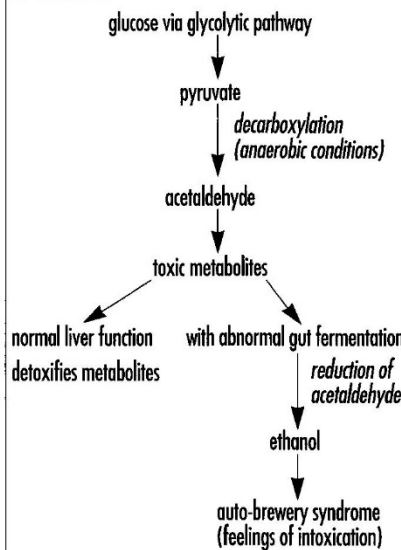 glucose via glycolytic pathway
pyruvate
decarboxylation
(anaerobic conditions)
acetaldehyde
toxic metabolites
normal liver function
detoxifies metabolites
with abnormal gut fermentation
reduction of
acetaldehyde
ethanol
auto-brewery syndrome
(feelings of intoxication)